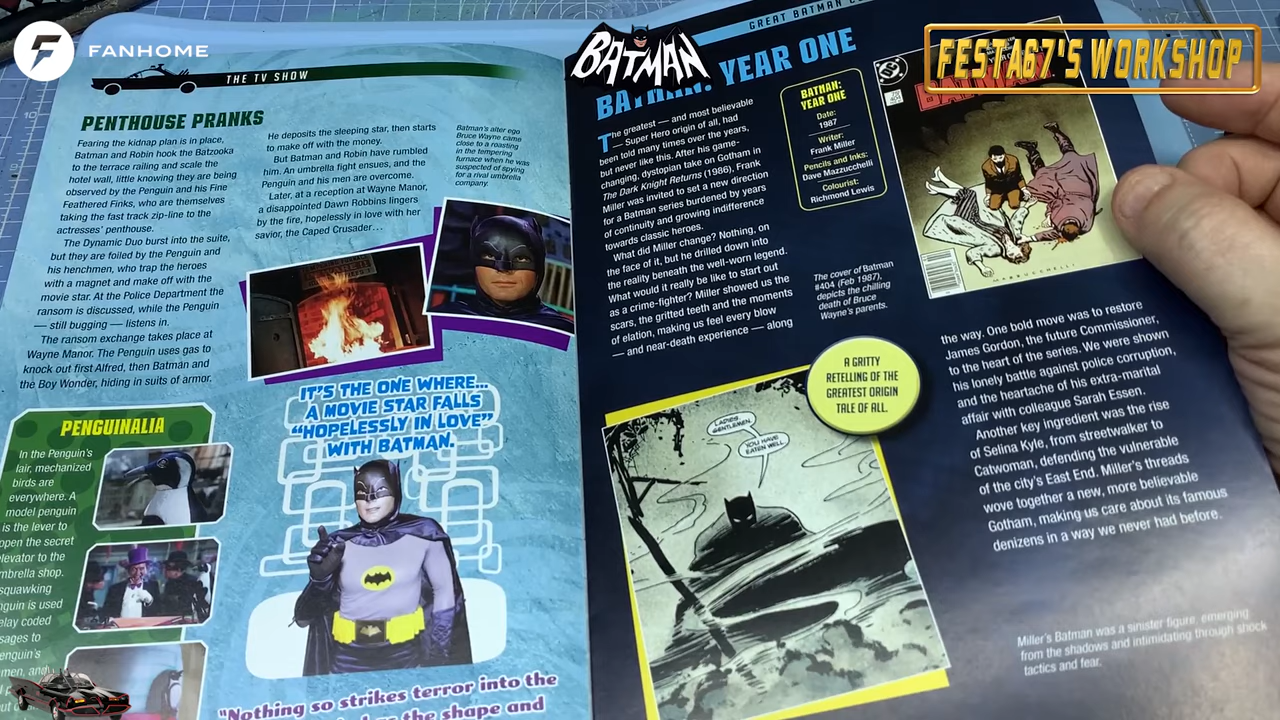 FANHOME
BATMAN
FESTA67'S WORKSHOP
THE TV SHOW
PENTHOUSE PRANKS
Fearing the kidnap plan is in place,
Batman and Robin hook the Batzooka
to the terrace railing and scale the
hotel wall, little knowing they are being
observed by the Penguin and his Fine
Feathered Finks, who are themselves
taking the fast track zip-line to the
actresses' penthouse.
The Dynamic Duo burst into the suite,
but they are foiled by the Penguin and
his henchmen, who trap the heroes
with a magnet and make off with the
movie star. At the Police Department the
ransom is discussed, while the Penguin
— still bugging — listens in.
The ransom exchange takes place at
Wayne Manor. The Penguin uses gas to
knock out first Alfred, then Batman and
the Boy Wonder, hiding in suits of armor.
He deposits the sleeping star, then starts
to make off with the money.
But Batman and Robin have rumbled
him. An umbrella fight ensues, and the
Penguin and his men are overcome.
Later, at a reception at Wayne Manor,
a disappointed Dawn Robbins lingers
by the fire, hopelessly in love with her
savior, the Caped Crusader…
Batman's alter ego
Bruce Wayne came
close to a roasting
in the tempering
furnace when he was
suspected of spying
for a rival umbrella
company.
IT'S THE ONE WHERE...
A MOVIE STAR FALLS
"HOPELESSLY IN LOVE"
WITH BATMAN.
PENGUINALIA
In the Penguin's
lair, mechanized
birds are
everywhere. A
model penguin
is the lever to
open the secret
elevator to the
umbrella shop.
squawking
nguin is used
elay coded
sages to
enguin's
men, and
"Nothing so strikes terror into the
the shape and
GREAT BATMAN CO
BATMAN: YEAR ONE
The greatest — and most believable
— Super Hero origin of all, had
been told many times over the years,
but never like this. After his game-
changing, dystopian take on Gotham in
The Dark Knight Returns (1986), Frank
Miller was invited to set a new direction
for a Batman series burdened by years
of continuity and growing indifference
towards classic heroes.
What did Miller change? Nothing, on
the face of it, but he drilled down into
the reality beneath the well-worn legend.
What would it really be like to start out
as a crime-fighter? Miller showed us the
scars, the gritted teeth and the moments
of elation, making us feel every blow
— and near-death experience — along
BATMAN:
YEAR ONE
Date:
1987
Writer:
Frank Miller
Pencils and Inks:
Dave Mazzucchelli
Colourist:
Richmond Lewis
DC
BATMAN
MAZZUCCHELLI
The cover of Batman
#404 (Feb 1987),
depicts the chilling
death of Bruce
Wayne's parents.
A GRITTY
RETELLING OF THE
GREATEST ORIGIN
TALE OF ALL.
LADIES.
GENTLEMEN.
YOU HAVE
EATEN WELL.
the way. One bold move was to restore
James Gordon, the future Commissioner,
to the heart of the series. We were shown
his lonely battle against police corruption,
and the heartache of his extra-marital
affair with colleague Sarah Essen.
Another key ingredient was the rise
of Selina Kyle, from streetwalker to
Catwoman, defending the vulnerable
of the city's East End. Miller's threads
wove together a new, more believable
Gotham, making us care about its famous
denizens in a way we never had before.
Miller's Batman was a sinister figure, emerging
from the shadows and intimidating through shock
tactics and fear.